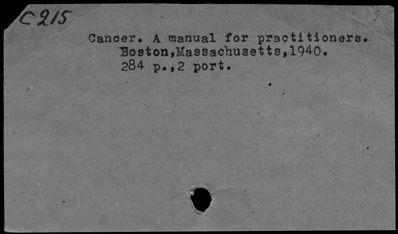 C215
Cancer. A manual for practitioners.
Boston,Massachusetts,1940.
284 p.,2 port.